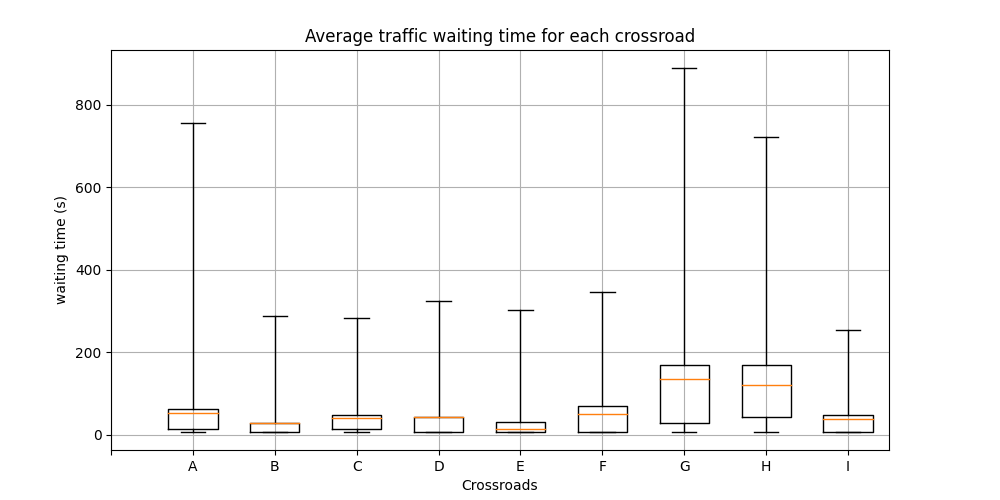 Average traffic waiting time for each crossroad
waiting time (s)
800
600
400
200
0
A B C D E F G H I
Crossroads